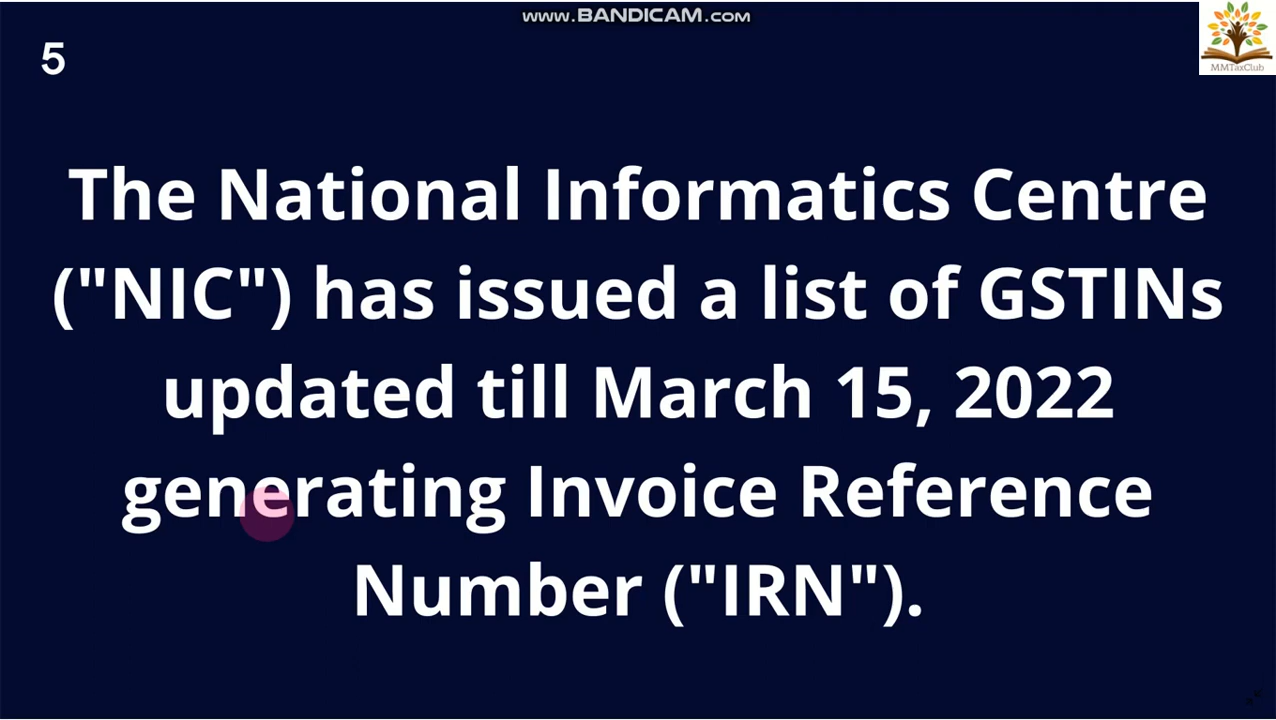 www.BANDICAM.com
5
MMTaxClub
The National Informatics Centre
("NIC") has issued a list of GSTINs
updated till March 15, 2022
generating Invoice Reference
Number ("IRN").